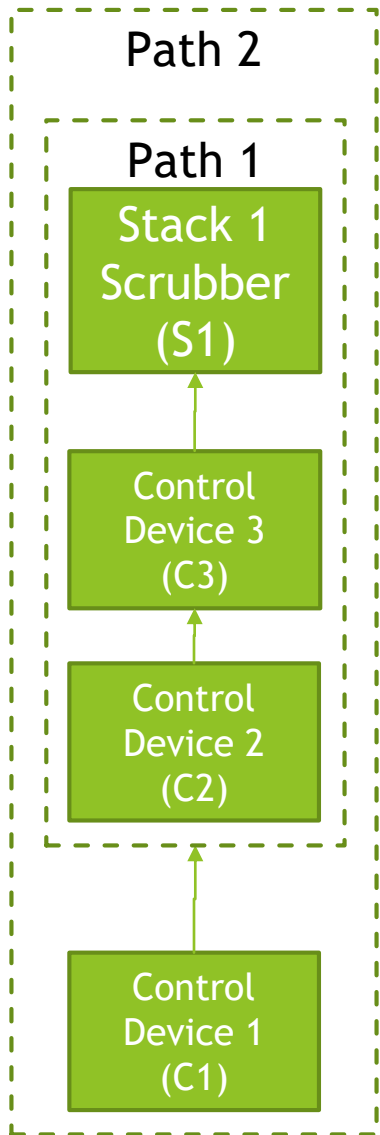 Path 2
Path 1
Stack 1
Scrubber
(S1)
Control
Device 3
(C3)
Control
Device 2
(C2)
Control
Device 1
(C1)